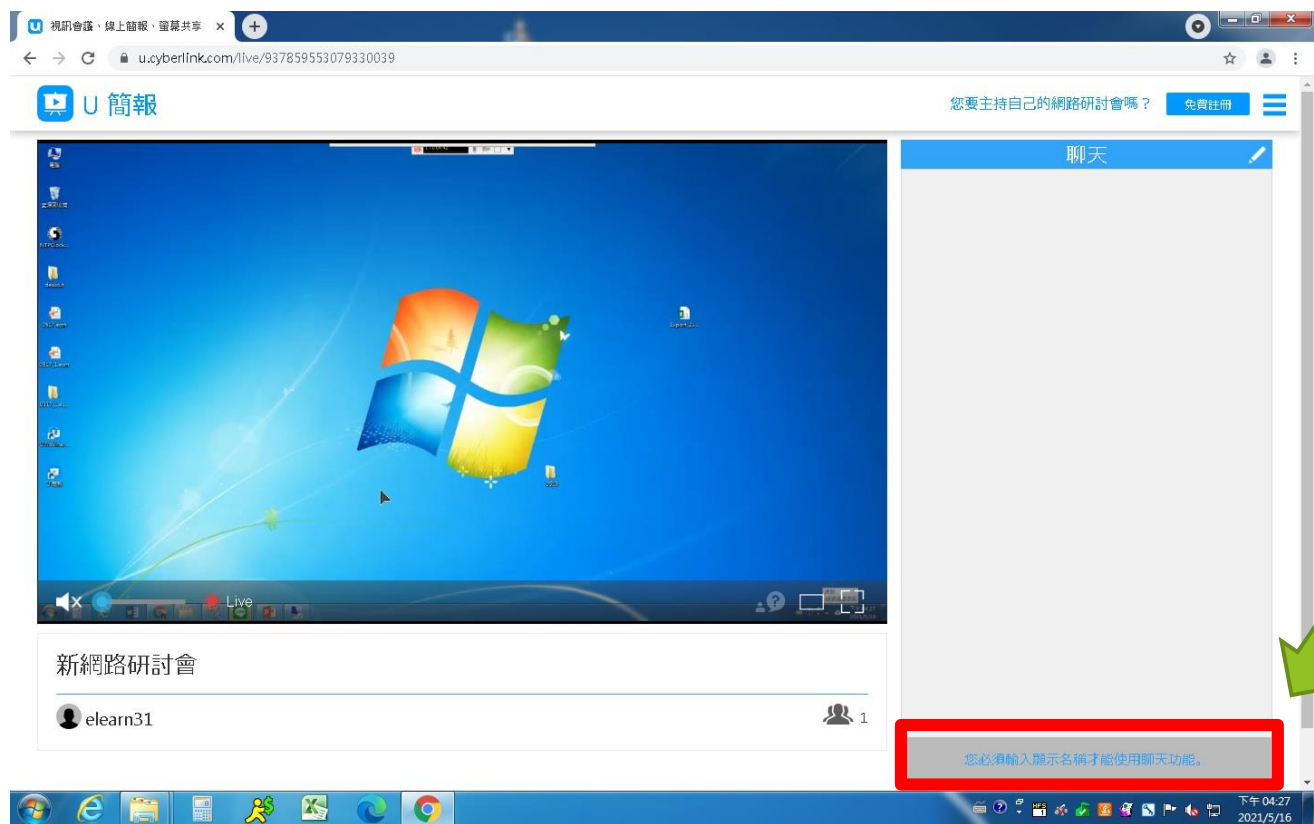 視訊會議、線上簡報、螢幕共享
u.cyberlink.com/live/937859553079330039
U 簡報
您要主持自己的網路研討會嗎？
免費註冊
聊天
Live
新網路研討會
elearn31
1
您必須輸入顯示名稱才能使用聊天功能。
下午 04:27
2021/5/16